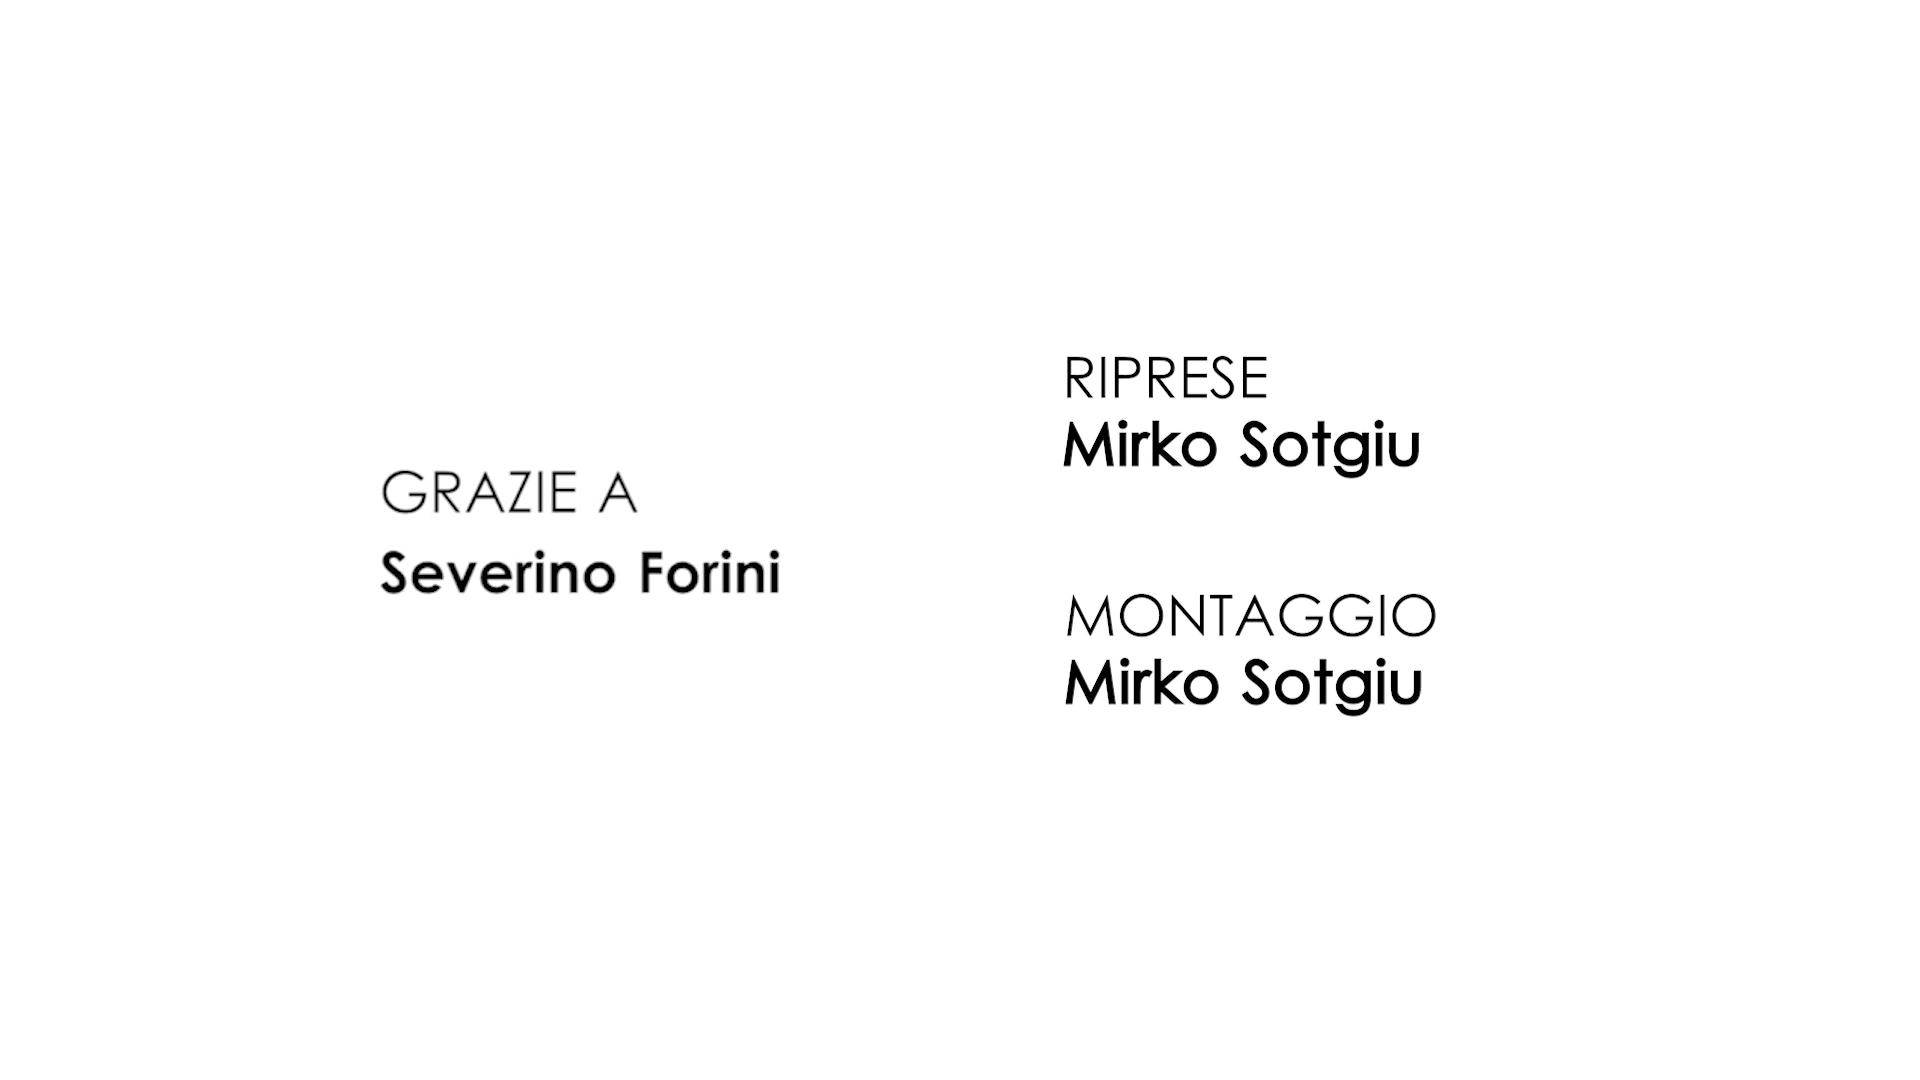 GRAZIE A
Severino Forini
RIPRESE
Mirko Sotgiu
MONTAGGIO
Mirko Sotgiu